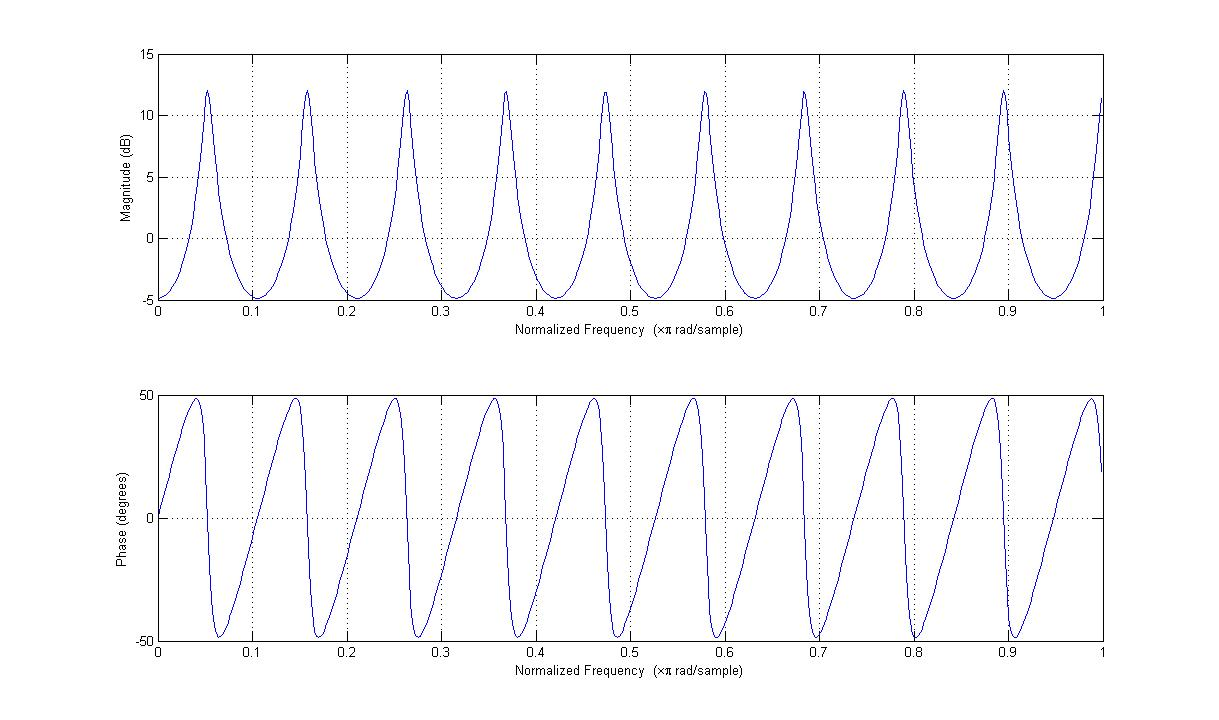 15
10
5
0
-5
Magnitude (dB)
0 0.1 0.2 0.3 0.4 0.5 0.6 0.7 0.8 0.9 1
Normalized Frequency (×π rad/sample)
50
0
-50
Phase (degrees)
0 0.1 0.2 0.3 0.4 0.5 0.6 0.7 0.8 0.9 1
Normalized Frequency (×π rad/sample)